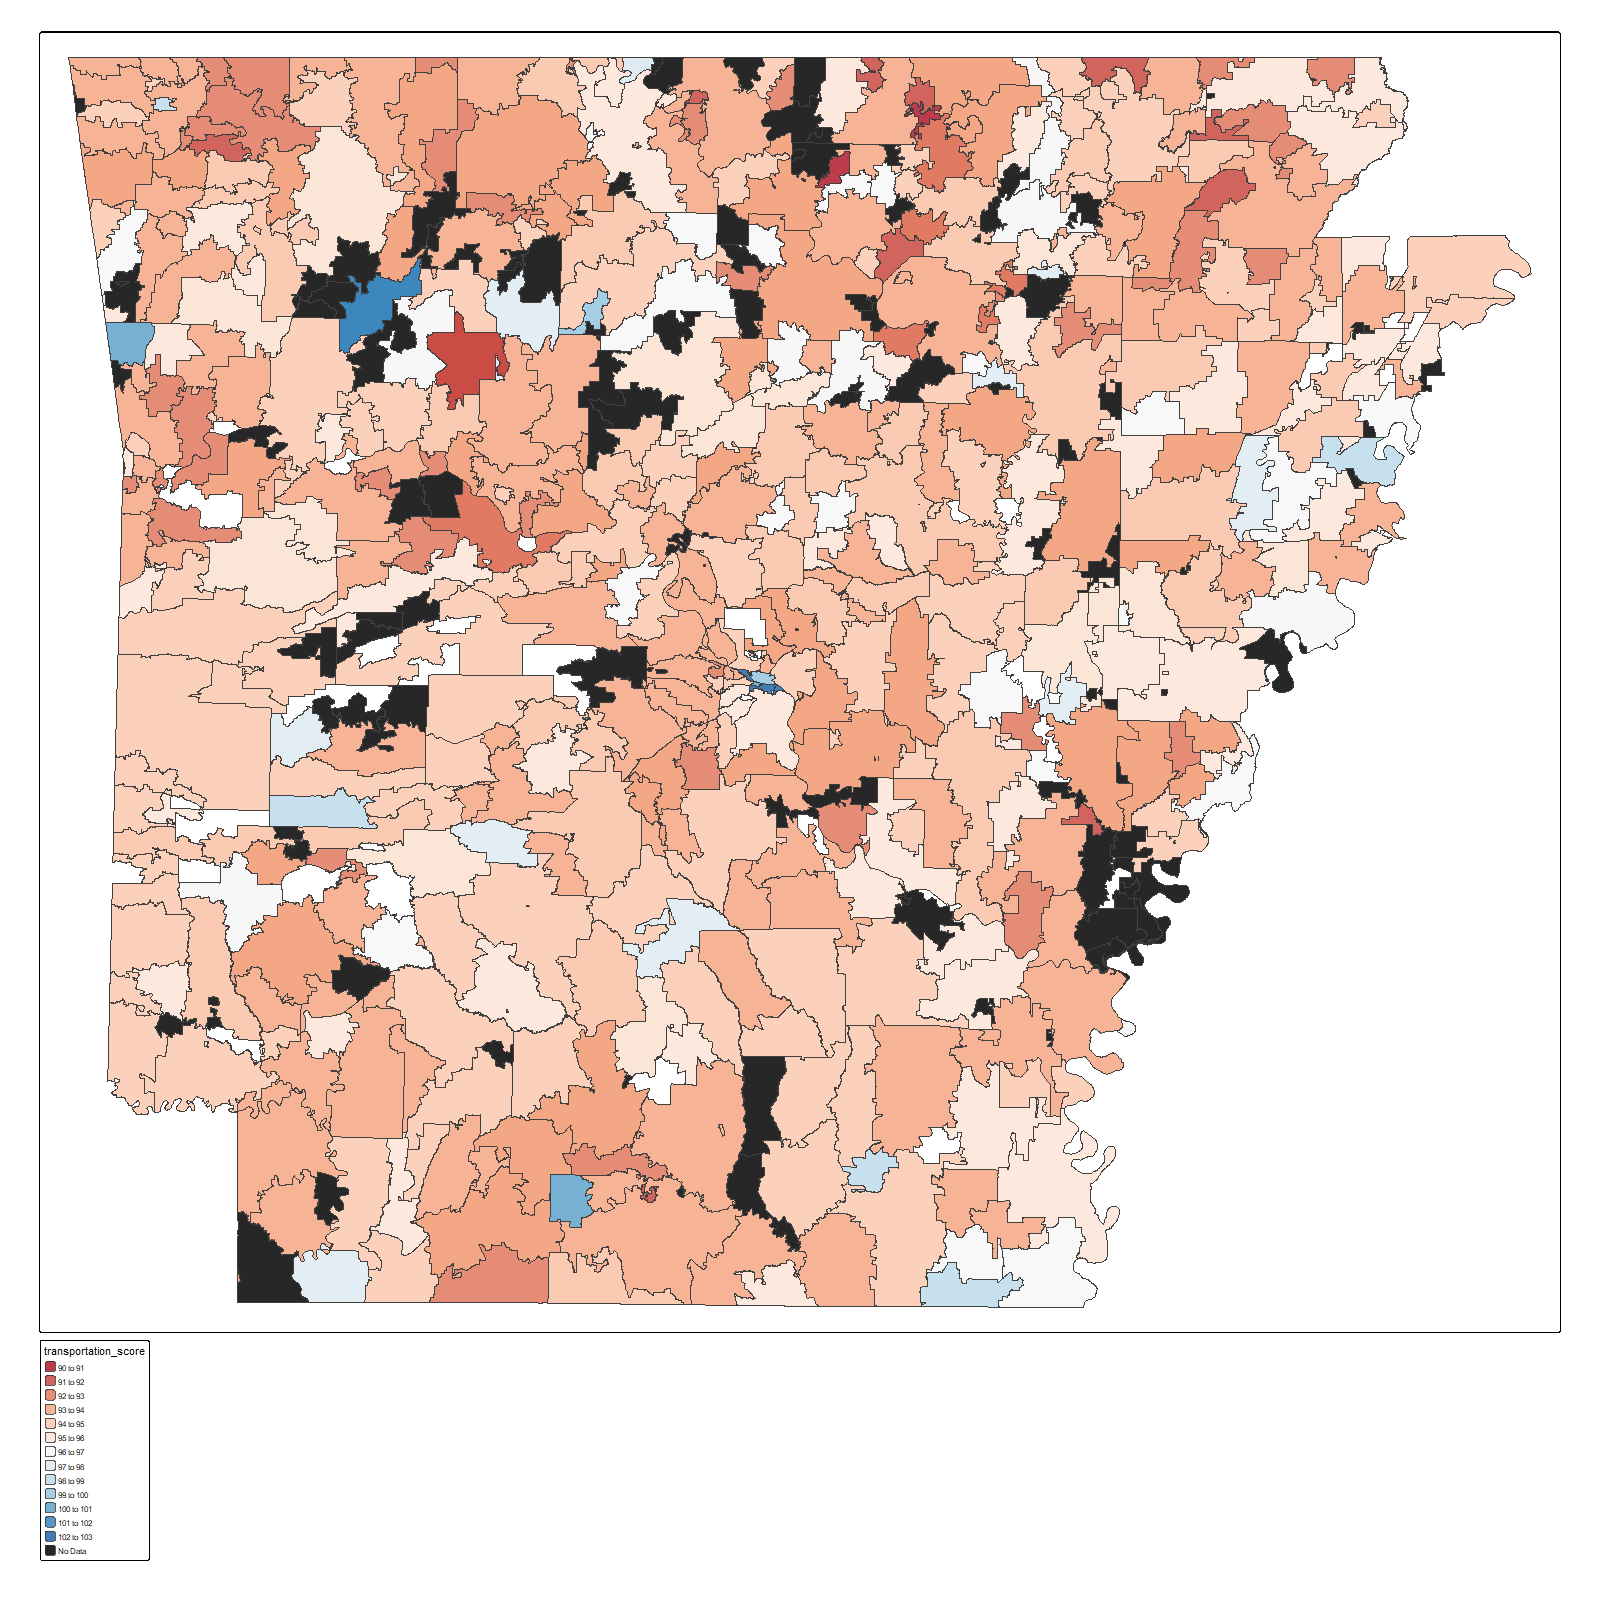 transportation_score
90 to 91
91 to 92
92 to 93
93 to 94
94 to 95
95 to 96
96 to 97
97 to 98
98 to 99
99 to 100
100 to 101
101 to 102
102 to 103
No Data